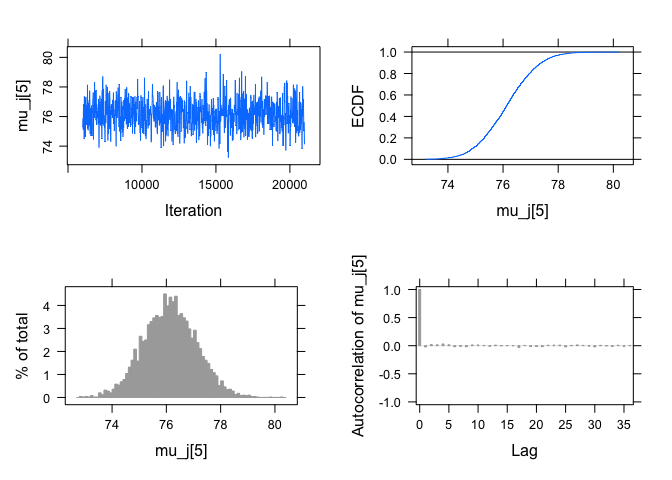 mu_j[5]
80
78
76
74
10000 15000 20000
Iteration
ECDF
1.0
0.8
0.6
0.4
0.2
0.0
74 76 78 80
mu_j[5]
% of total
4
3
2
1
0
74 76 78 80
mu_j[5]
Autocorrelation of mu_j[5]
1.0
0.5
0.0
-0.5
-1.0
0 5 10 15 20 25 30 35
Lag